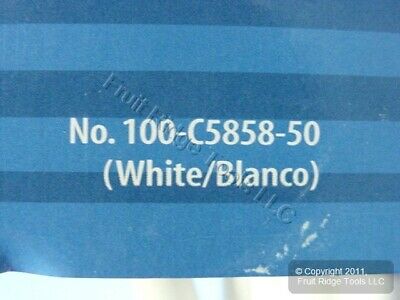 No. 100-C5858-50
(White/Blanco)
Fruit Ridge Tools LLC
© Copyright 2011,
Fruit Ridge Tools LLC